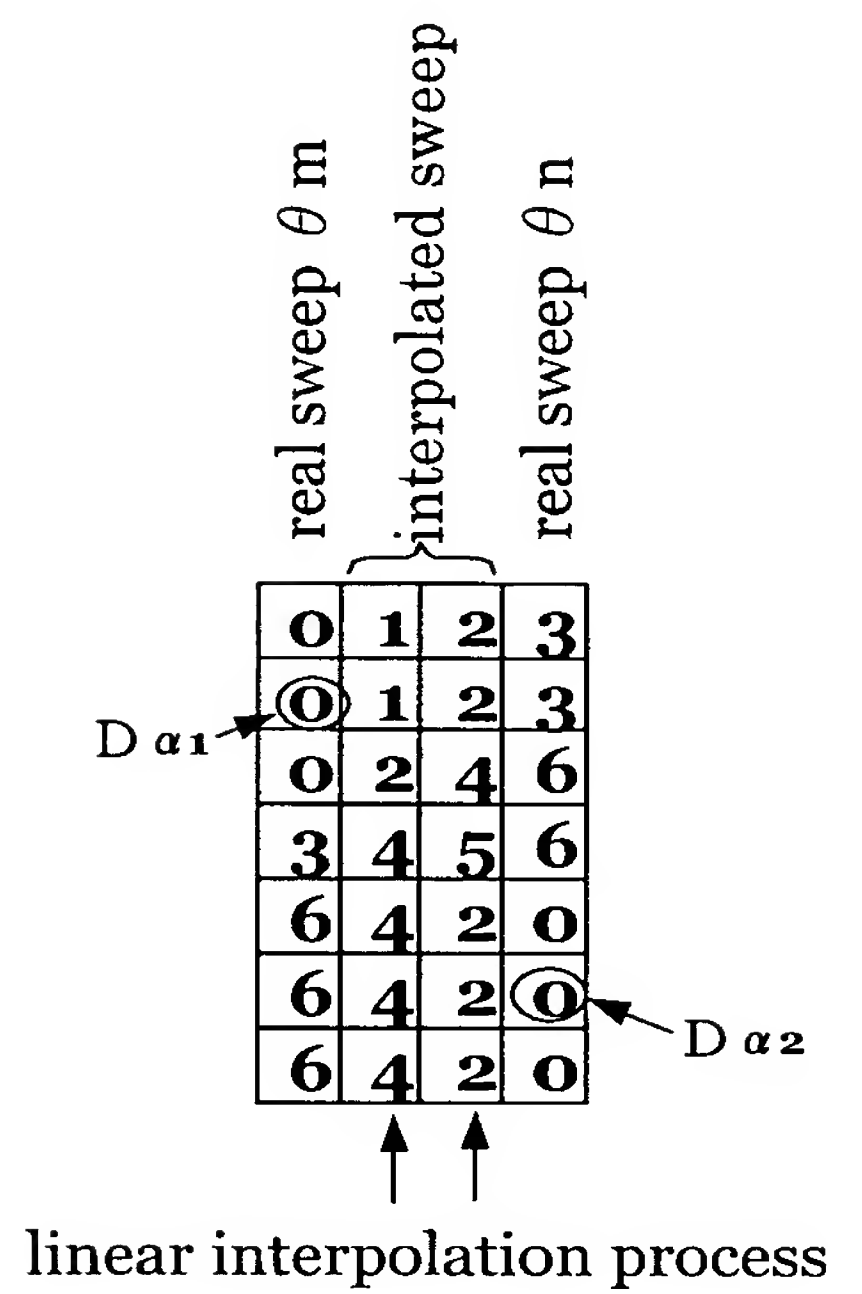 real sweep θ m
interpolated sweep
real sweep θ n
0 1 2 3
0 1 2 3
D α1
0 2 4 6
3 4 5 6
6 4 2 0
6 4 2 0
D α2
6 4 2 0
linear interpolation process